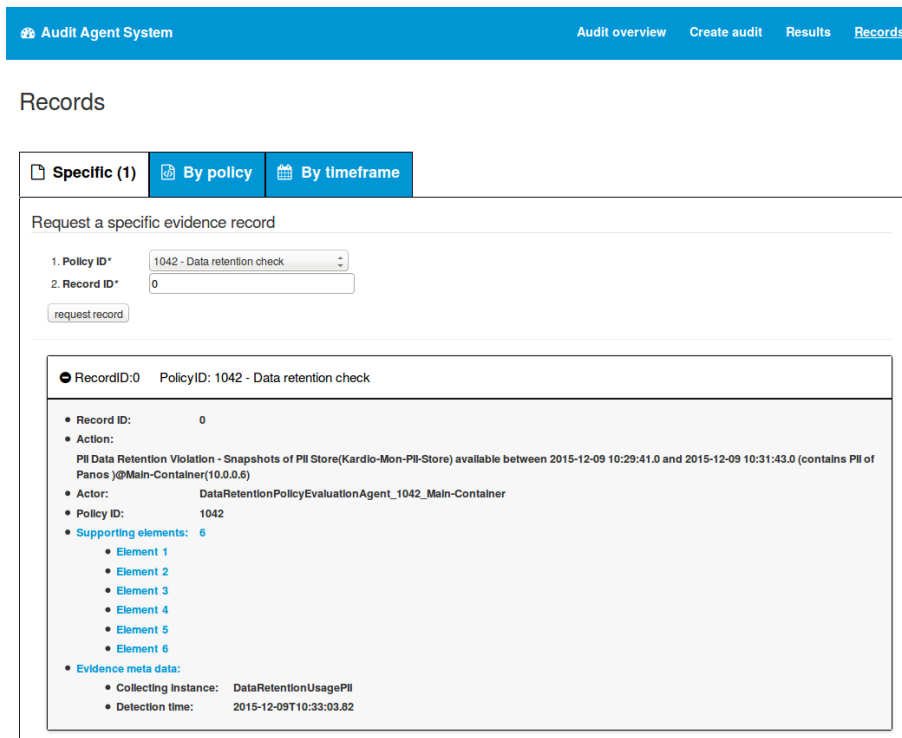 Audit Agent System Audit overview Create audit Results Records
Records
Specific (1) By policy By timeframe
Request a specific evidence record
1. Policy ID* 1042 - Data retention check
2. Record ID* 0
request record
RecordID:0 PolicyID: 1042 - Data retention check
Record ID: 0
Action:
PII Data Retention Violation - Snapshots of PII Store(Kardio-Mon-PII-Store) available between 2015-12-09 10:29:41.0 and 2015-12-09 10:31:43.0 (contains PII of
Panos )@Main-Container(10.0.0.6)
Actor: DataRetentionPolicyEvaluationAgent_1042_Main-Container
Policy ID: 1042
Supporting elements: 6
Element 1
Element 2
Element 3
Element 4
Element 5
Element 6
Evidence meta data:
Collecting instance: DataRetentionUsagePII
Detection time: 2015-12-09T10:33:03.82